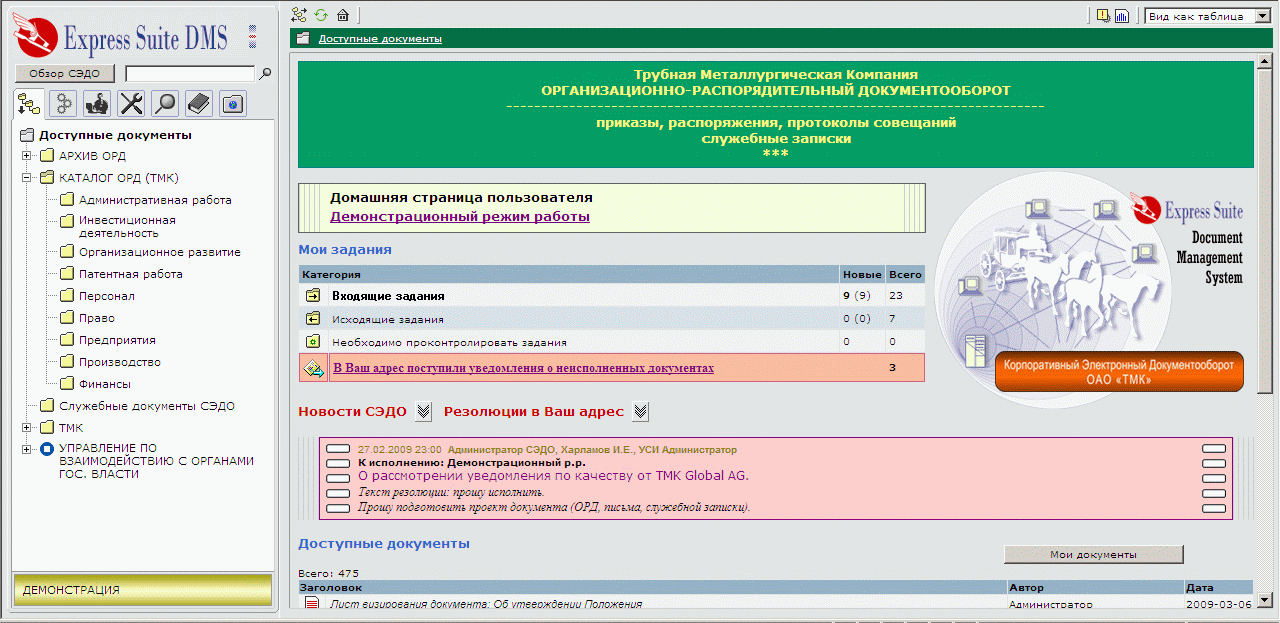 Express Suite DMS
Обзор СЭДО
Доступные документы
АРХИВ ОРД
КАТАЛОГ ОРД (ТМК)
Административная работа
Инвестиционная
деятельность
Организационное развитие
Патентная работа
Персонал
Право
Предприятия
Производство
Финансы
Служебные документы СЭДО
ТМК
УПРАВЛЕНИЕ ПО
ВЗАИМОДЕЙСТВИЮ С ОРГАНАМИ
ГОС. ВЛАСТИ
ДЕМОНСТРАЦИЯ
Вид как таблица
Доступные документы
Трубная Металлургическая Компания
ОРГАНИЗАЦИОННО-РАСПОРЯДИТЕЛЬНЫЙ ДОКУМЕНТООБОРОТ
приказы, распоряжения, протоколы совещаний
служебные записки
***
Домашняя страница пользователя
Демонстрационный режим работы
Express Suite
Document
Management
System
Корпоративный Электронный Документооборот
ОАО «ТМК»
Мои задания
Категория Новые Всего
Входящие задания 9 (9) 23
Исходящие задания 0 (0) 7
Необходимо проконтролировать задания 0 0
В Ваш адрес поступили уведомления о неисполненных документах 3
Новости СЭДО Резолюции в Ваш адрес
27.02.2009 23:00 Администратор СЭДО, Харламов И.Е., УСИ Администратор
К исполнению: Демонстрационный р.р.
О рассмотрении уведомления по качеству от TMK Global AG.
Текст резолюции: прошу исполнить.
Прошу подготовить проект документа (ОРД, письма, служебной записки).
Доступные документы
Мои документы
Всего: 475
Заголовок Автор Дата
Лист визирования документа: Об утверждении Положения Администратор 2009-03-06